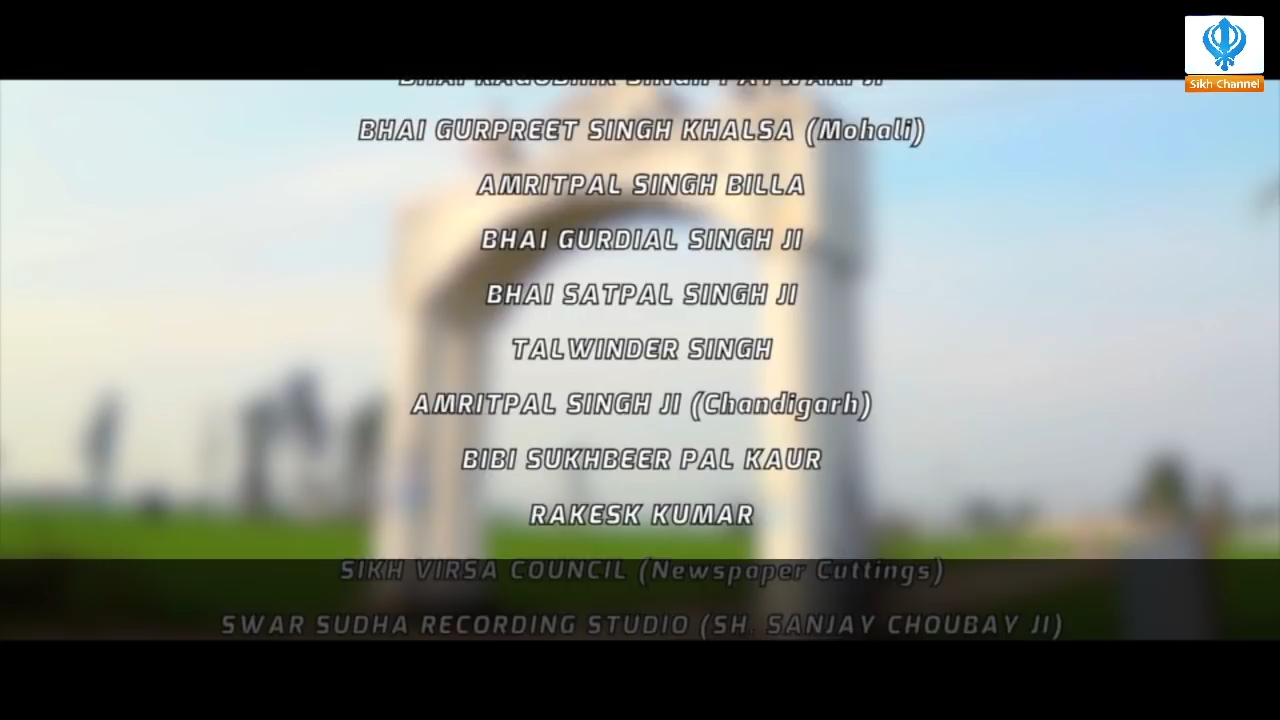 Sikh Channel
SINGH
JI
BHAI GURPREET SINGH KHALSA (Mohali)
AMRITPAL SINGH BILLA
BHAI GURDIAL SINGH JI
BHAI SATPAL SINGH JI
TALWINDER SINGH
AMRITPAL SINGH JI (Chandigarh)
BIBI SUKHBEER PAL KAUR
RAKESK KUMAR
SIKH VIRSA COUNCIL (Newspaper Cuttings)
SWAR SUDHA RECORDING STUDIO (SH. SANJAY CHOUBAY JI)